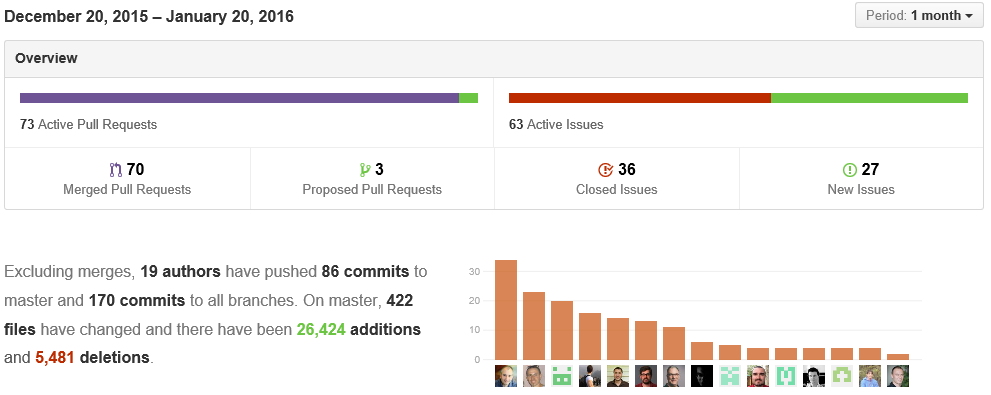 December 20, 2015 – January 20, 2016
Period: 1 month
Overview
73 Active Pull Requests
63 Active Issues
70
Merged Pull Requests
3
Proposed Pull Requests
36
Closed Issues
27
New Issues
Excluding merges, 19 authors have pushed 86 commits to
master and 170 commits to all branches. On master, 422
files have changed and there have been 26,424 additions
and 5,481 deletions.
30
20
10
0